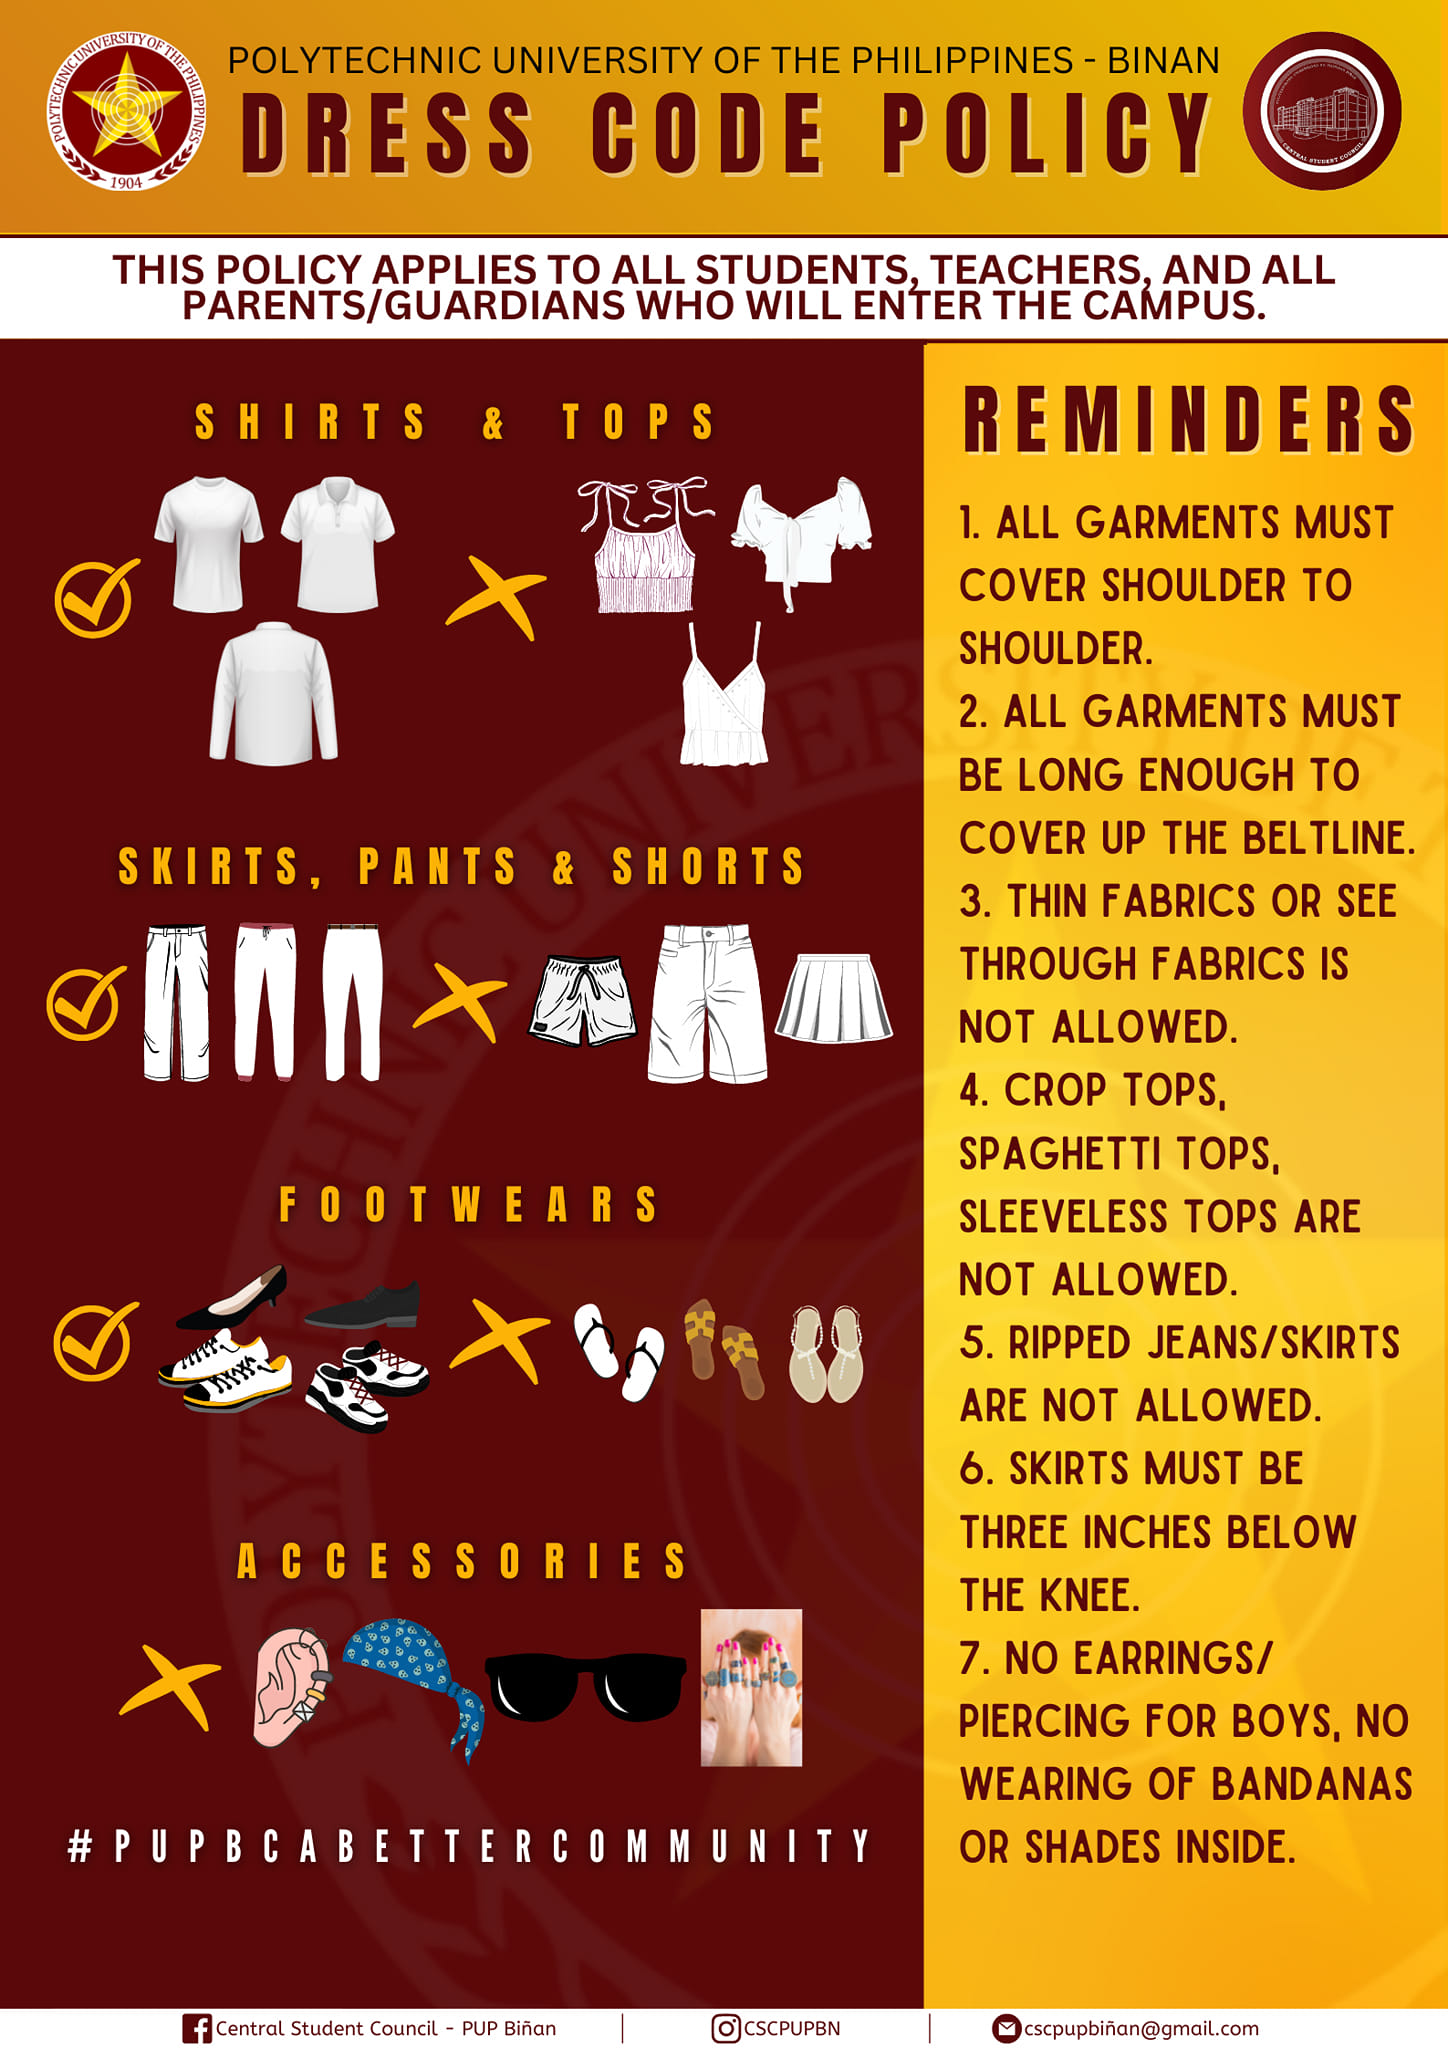 POLYTECHNIC UNIVERSITY OF THE PHILIPPINES
1904
POLYTECHNIC UNIVERSITY OF THE PHILIPPINES - BINAN
DRESS CODE POLICY
CENTRAL STUDENT COUNCIL
THIS POLICY APPLIES TO ALL STUDENTS, TEACHERS, AND ALL
PARENTS/GUARDIANS WHO WILL ENTER THE CAMPUS.
SHIRTS & TOPS
SKIRTS, PANTS & SHORTS
FOOTWEARS
ACCESSORIES
#PUPBCABETTERCOMMUNITY
REMINDERS
1. ALL GARMENTS MUST
COVER SHOULDER TO
SHOULDER.
2. ALL GARMENTS MUST
BE LONG ENOUGH TO
COVER UP THE BELTLINE.
3. THIN FABRICS OR SEE
THROUGH FABRICS IS
NOT ALLOWED.
4. CROP TOPS,
SPAGHETTI TOPS,
SLEEVELESS TOPS ARE
NOT ALLOWED.
5. RIPPED JEANS/SKIRTS
ARE NOT ALLOWED.
6. SKIRTS MUST BE
THREE INCHES BELOW
THE KNEE.
7. NO EARRINGS/
PIERCING FOR BOYS, NO
WEARING OF BANDANAS
OR SHADES INSIDE.
POLYTECHNIC UNIVERSITY OF T
Central Student Council - PUP Biñan
CSCPUPBN
cscpupbiñan@gmail.com